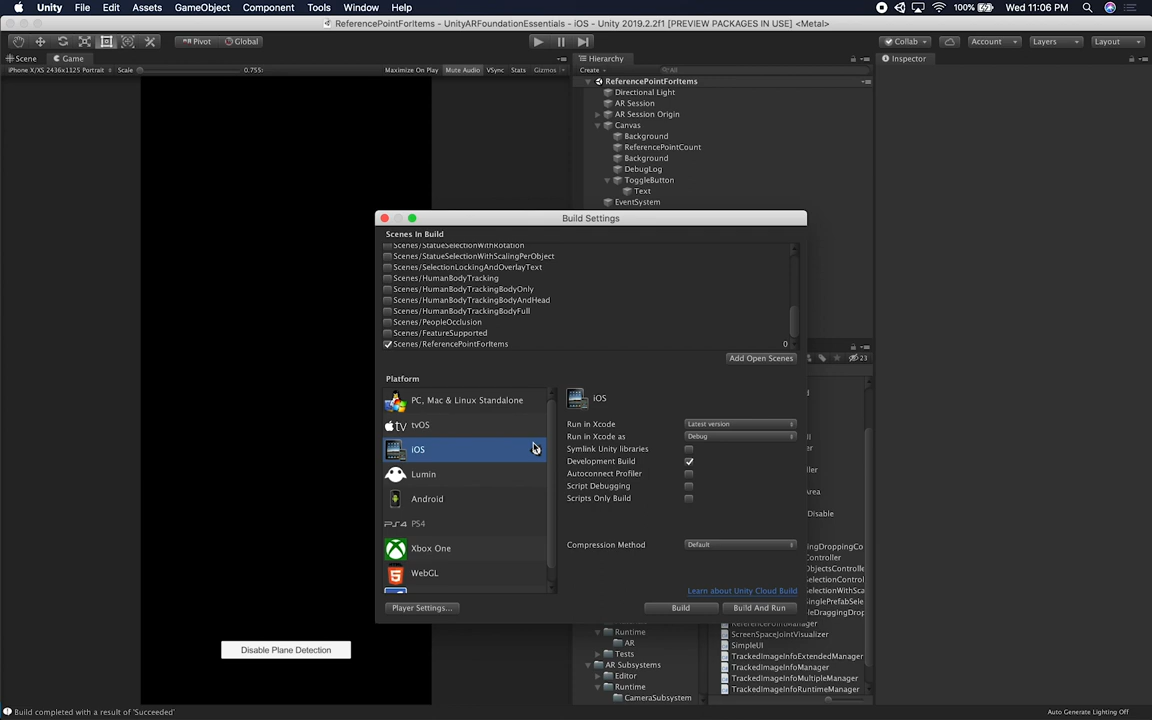 Unity File Edit Assets GameObject Component Tools Window Help
100% Wed 11:06 PM
ReferencePointForItems - UnityARFoundationEssentials - iOS - Unity 2019.2.2f1 [PREVIEW PACKAGES IN USE] <Metal>
Pivot Global Collab Account Layers Layout
Scene Game Hierarchy Inspector
iPhone X/XS 2436x1125 Portrait Scale 0.755 Maximize On Play Mute Audio VSync Stats Gizmos Create All
ReferencePointForItems
Directional Light
AR Session
AR Session Origin
Canvas
Background
ReferencePointCount
Background
DebugLog
ToggleButton
Text
EventSystem
Build Settings
Scenes In Build
Scenes/StatueSelectionWithRotation
Scenes/StatueSelectionWithScalingPerObject
Scenes/SelectionLockingAndOverlayText
Scenes/HumanBodyTracking
Scenes/HumanBodyTrackingBodyOnly
Scenes/HumanBodyTrackingBodyAndHead
Scenes/HumanBodyTrackingBodyFull
Scenes/PeopleOcclusion
Scenes/FeatureSupported
Scenes/ReferencePointForItems 0
Add Open Scenes
23
Platform
PC, Mac & Linux Standalone
tvOS
iOS
Lumin
Android
PS4
Xbox One
WebGL
iOS
Run in Xcode Latest version
Run in Xcode as Debug
Symlink Unity libraries
Development Build
Autoconnect Profiler
Script Debugging
Scripts Only Build
Compression Method Default
Learn about Unity Cloud Build
Player Settings... Build Build And Run
Disable
ReferencePointManager
ScreenSpaceJointVisualizer
SimpleUI
TrackedImageInfoExtendedManager
TrackedImageInfoManager
TrackedImageInfoMultipleManager
TrackedImageInfoRuntimeManager
Runtime
AR
Tests
AR Subsystems
Editor
Runtime
CameraSubsystem
Disable Plane Detection
Build completed with a result of 'Succeeded' Auto Generate Lighting Off